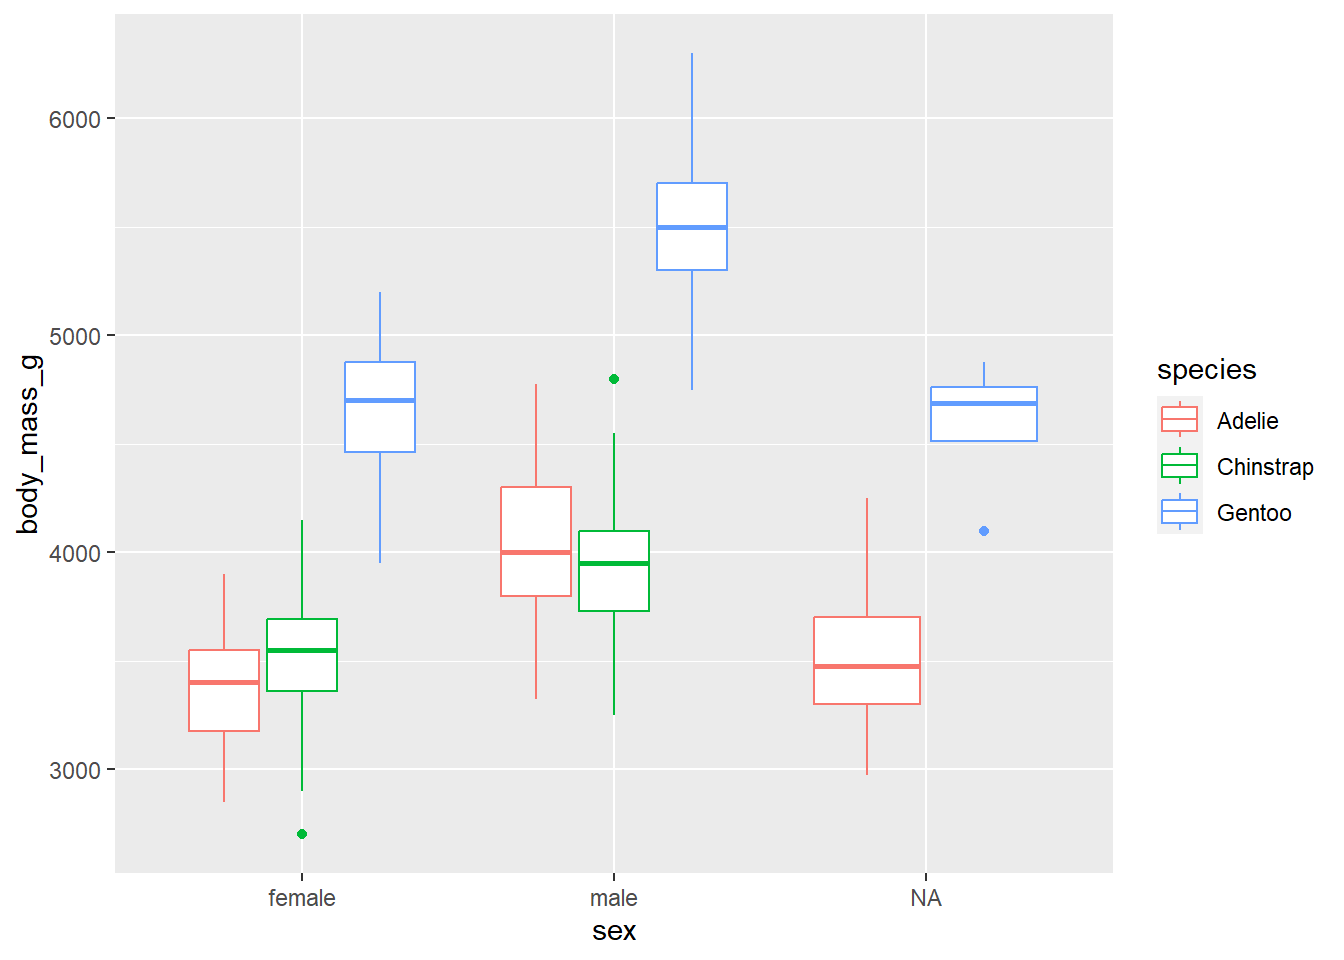 body_mass_g
6000
5000
4000
3000
female
male
NA
sex
species
Adelie
Chinstrap
Gentoo